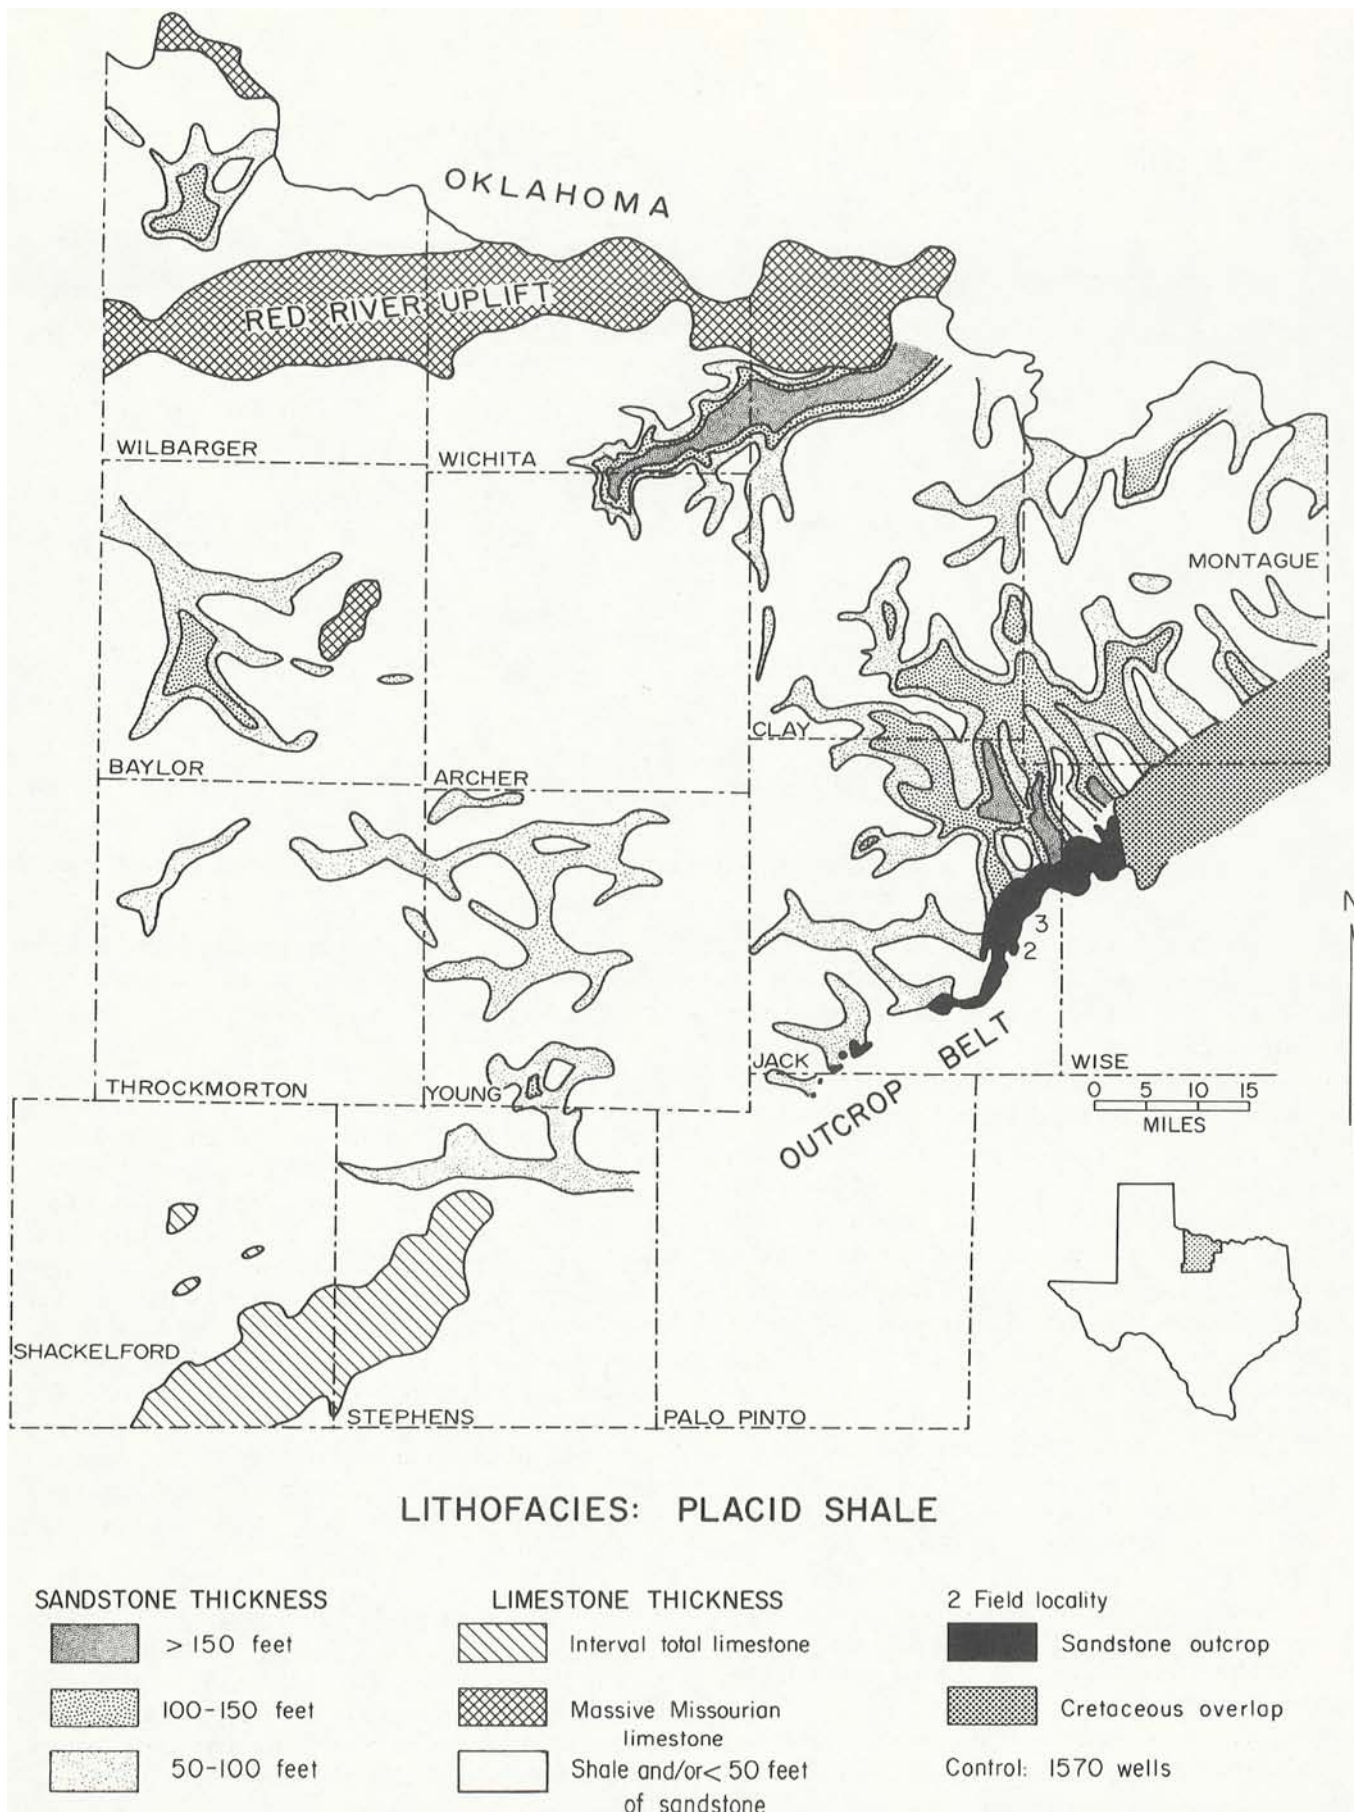 OKLAHOMA
RED RIVER UPLIFT
WILBARGER
WICHITA
MONTAGUE
CLAY
BAYLOR
ARCHER
N
3
2
JACK
WISE
THROCKMORTON
YOUNG
OUTCROP BELT
0 5 10 15
MILES
SHACKELFORD
STEPHENS
PALO PINTO
LITHOFACIES: PLACID SHALE
SANDSTONE THICKNESS
> 150 feet
100-150 feet
50-100 feet
LIMESTONE THICKNESS
Interval total limestone
Massive Missourian
limestone
Shale and/or < 50 feet
of sandstone
2 Field locality
Sandstone outcrop
Cretaceous overlap
Control: 1570 wells